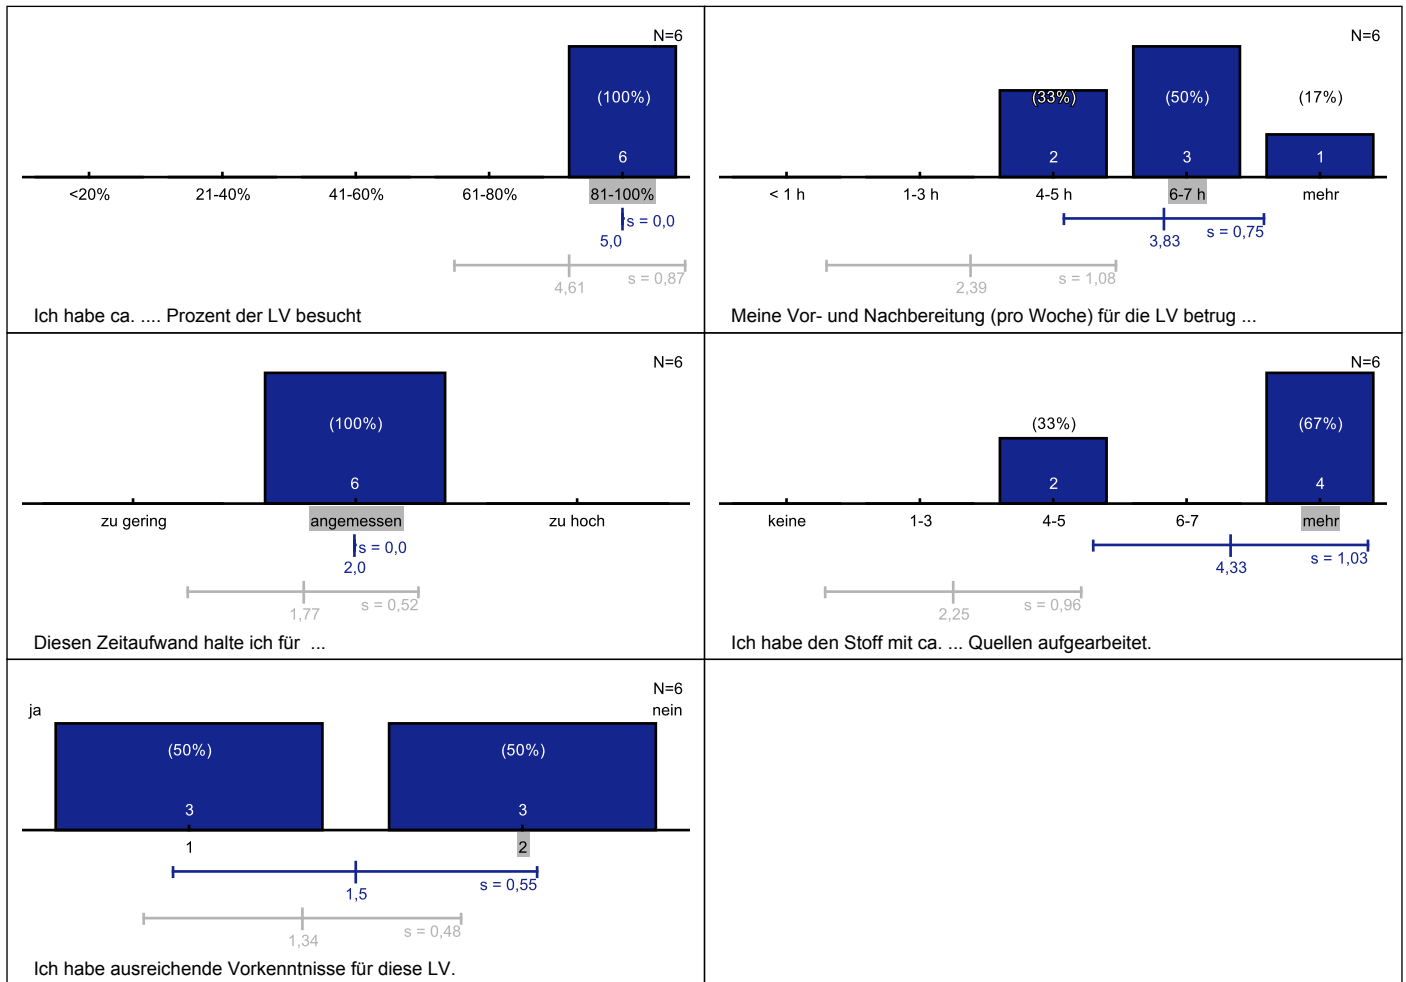 N=6
(100%)
6
<20% 21-40% 41-60% 61-80% 81-100%
s = 0,0
5,0
s = 0,87
4,61
Ich habe ca. .... Prozent der LV besucht
N=6
(33%) (50%) (17%)
2 3 1
< 1 h 1-3 h 4-5 h 6-7 h mehr
s = 0,75
3,83
s = 1,08
2,39
Meine Vor- und Nachbereitung (pro Woche) für die LV betrug ...
N=6
(100%)
6
zu gering angemessen zu hoch
s = 0,0
2,0
s = 0,52
1,77
Diesen Zeitaufwand halte ich für ...
N=6
(33%) (67%)
2 4
keine 1-3 4-5 6-7 mehr
s = 1,03
4,33
s = 0,96
2,25
Ich habe den Stoff mit ca. ... Quellen aufgearbeitet.
N=6
ja nein
(50%) (50%)
3 3
1 2
s = 0,55
1,5
s = 0,48
1,34
Ich habe ausreichende Vorkenntnisse für diese LV.